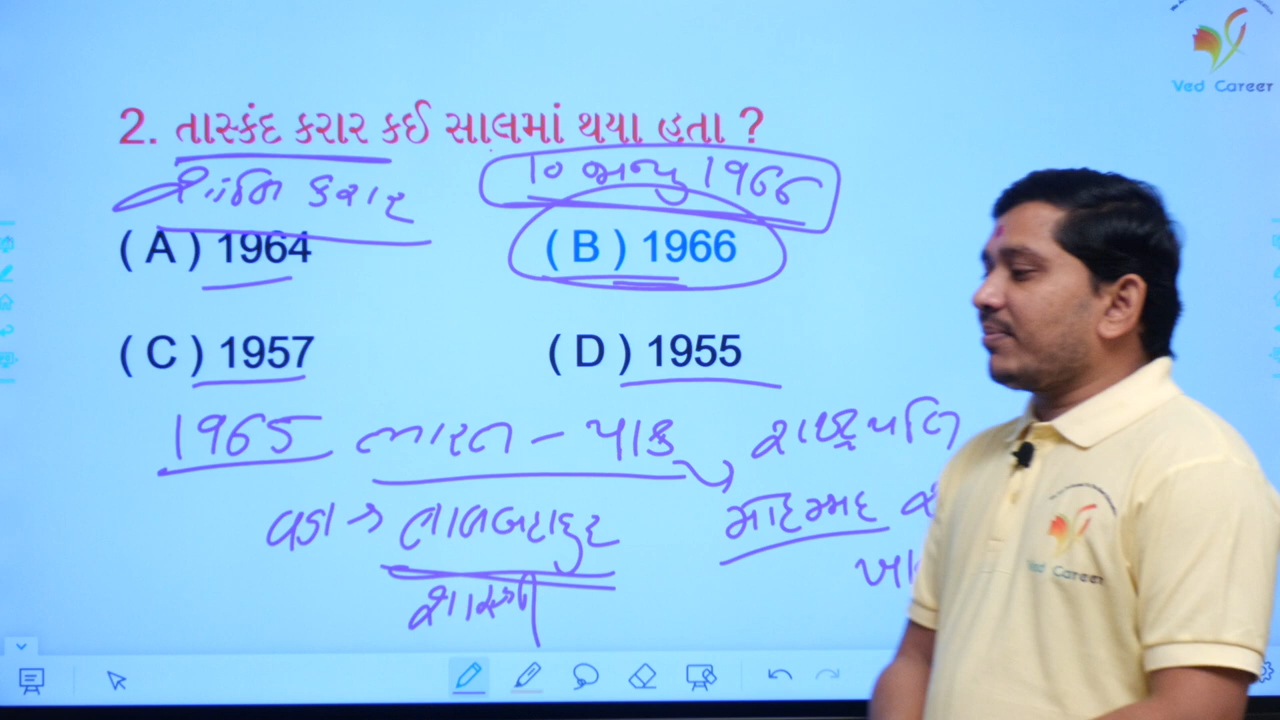 Ved Career
2. તાસ્કંદ કરાર કઈ સાલમાં થયા હતા ?
શાંતિ કરાર
10 જાન્યુ 1966
( A ) 1964
( B ) 1966
( C ) 1957
( D ) 1955
1965 ભારત - પાક
રાષ્ટ્રપતિ
વડા → લાલબહાદુર
શાસ્ત્રી
મોહમ્મદ
Ved Career